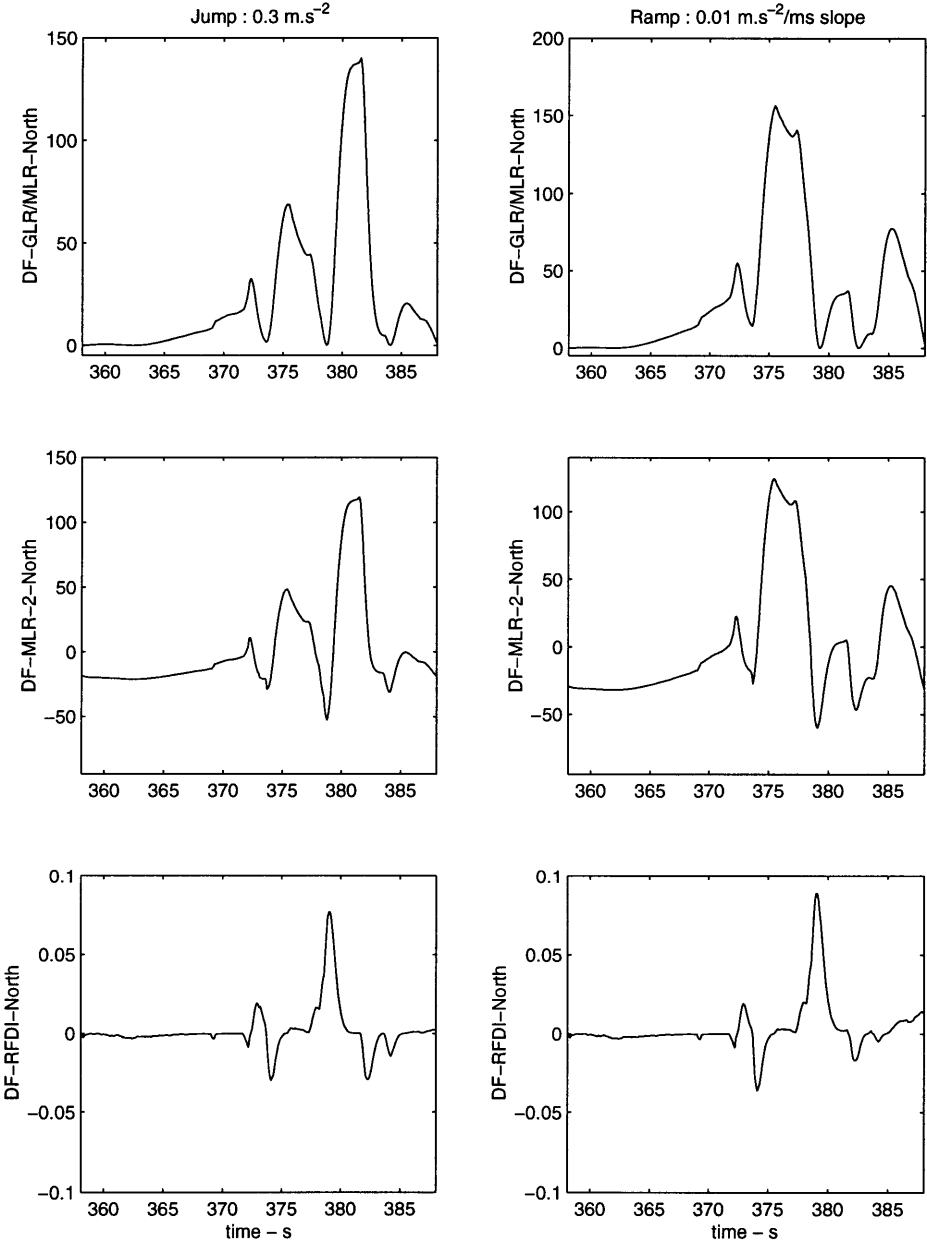 Jump : 0.3 m.s−2
Ramp : 0.01 m.s−2/ms slope
DF−GLR/MLR−North
150
100
50
0
360 365 370 375 380 385
DF−GLR/MLR−North
200
150
100
50
0
360 365 370 375 380 385
DF−MLR−2−North
150
100
50
0
−50
360 365 370 375 380 385
DF−MLR−2−North
100
50
0
−50
360 365 370 375 380 385
DF−RFDI−North
0.1
0.05
0
−0.05
−0.1
360 365 370 375 380 385
time − s
DF−RFDI−North
0.1
0.05
0
−0.05
−0.1
360 365 370 375 380 385
time − s